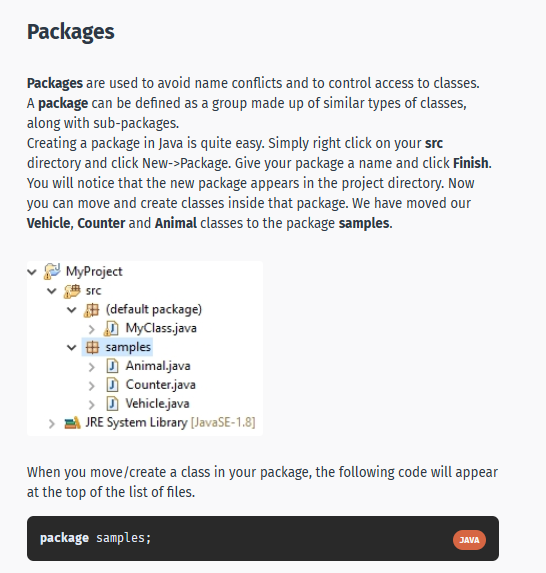 Packages
Packages are used to avoid name conflicts and to control access to classes.
A package can be defined as a group made up of similar types of classes,
along with sub-packages.
Creating a package in Java is quite easy. Simply right click on your src
directory and click New->Package. Give your package a name and click Finish.
You will notice that the new package appears in the project directory. Now
you can move and create classes inside that package. We have moved our
Vehicle, Counter and Animal classes to the package samples.
MyProject
src
(default package)
MyClass.java
samples
Animal.java
Counter.java
Vehicle.java
JRE System Library [JavaSE-1.8]
When you move/create a class in your package, the following code will appear
at the top of the list of files.
package samples;
JAVA